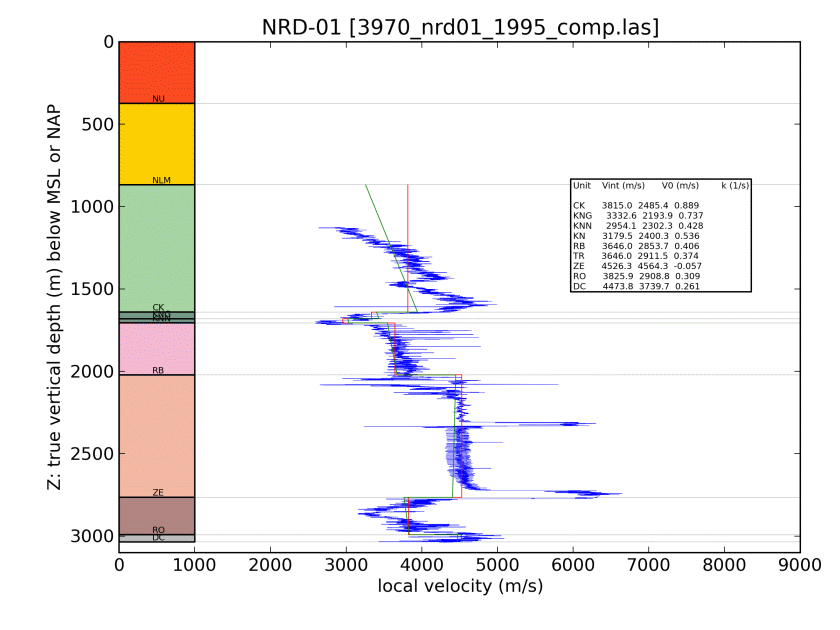 NRD-01 [3970_nrd01_1995_comp.las]
0
500
1000
1500
2000
2500
3000
Z: true vertical depth (m) below MSL or NAP
NU
NLM
CK
KNG
KNN
RB
ZE
RO
DC
Unit Vint (m/s) V0 (m/s) k (1/s)
CK 3815.0 2485.4 0.889
KNG 3332.6 2193.9 0.737
KNN 2954.1 2302.3 0.428
KN 3179.5 2400.3 0.536
RB 3646.0 2853.7 0.406
TR 3646.0 2911.5 0.374
ZE 4526.3 4564.3 -0.057
RO 3825.9 2908.8 0.309
DC 4473.8 3739.7 0.261
0 1000 2000 3000 4000 5000 6000 7000 8000 9000
local velocity (m/s)